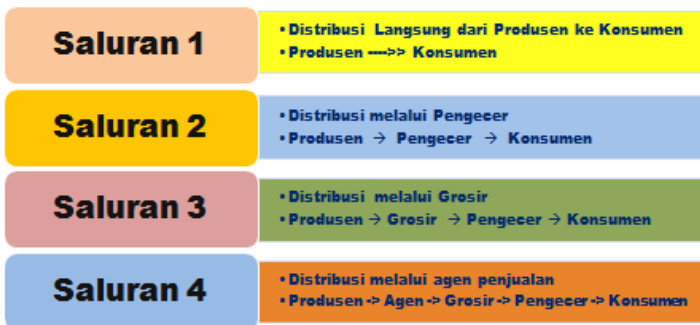 Saluran 1
• Distribusi Langsung dari Produsen ke Konsumen
• Produsen ---->> Konsumen
Saluran 2
• Distribusi melalui Pengecer
• Produsen → Pengecer → Konsumen
Saluran 3
• Distribusi melalui Grosir
• Produsen → Grosir → Pengecer → Konsumen
Saluran 4
• Distribusi melalui agen penjualan
• Produsen -> Agen -> Grosir -> Pengecer -> Konsumen